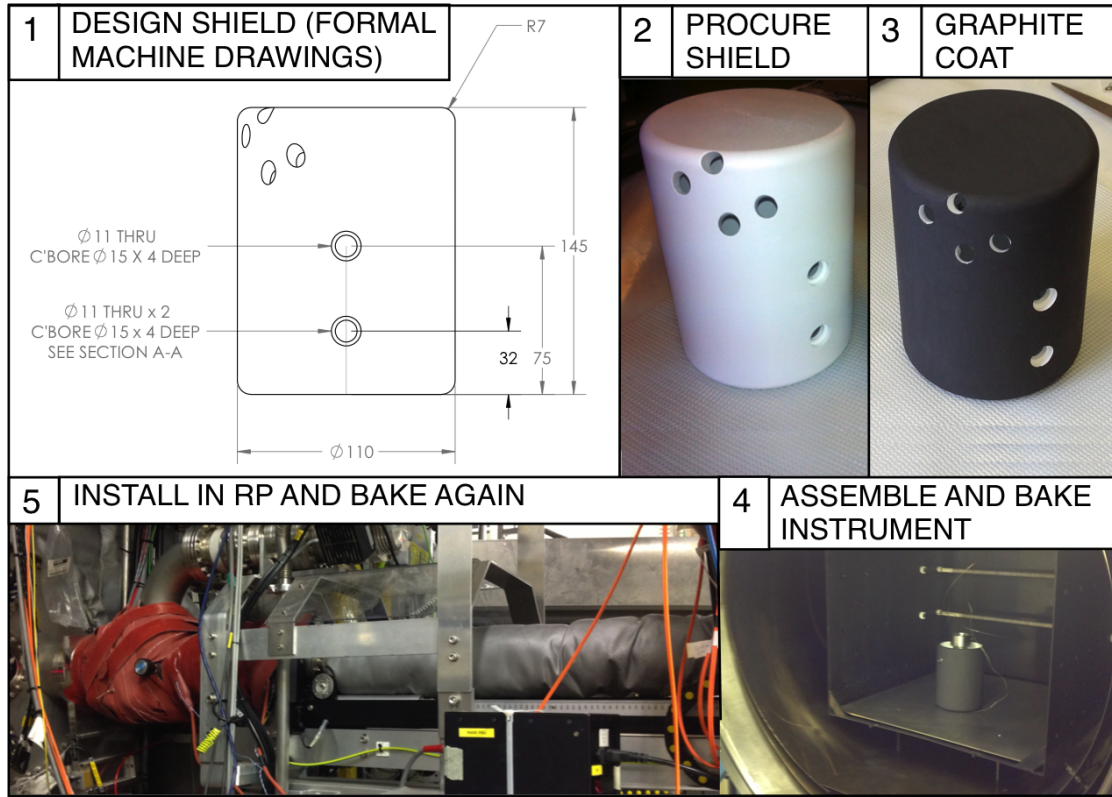 1
DESIGN SHIELD (FORMAL
MACHINE DRAWINGS)
R7
Ø 11 THRU
C'BORE Ø 15 X 4 DEEP
Ø 11 THRU x 2
C'BORE Ø 15 x 4 DEEP
SEE SECTION A-A
145
32
75
Ø 110
2
PROCURE
SHIELD
3
GRAPHITE
COAT
5
INSTALL IN RP AND BAKE AGAIN
4
ASSEMBLE AND BAKE
INSTRUMENT